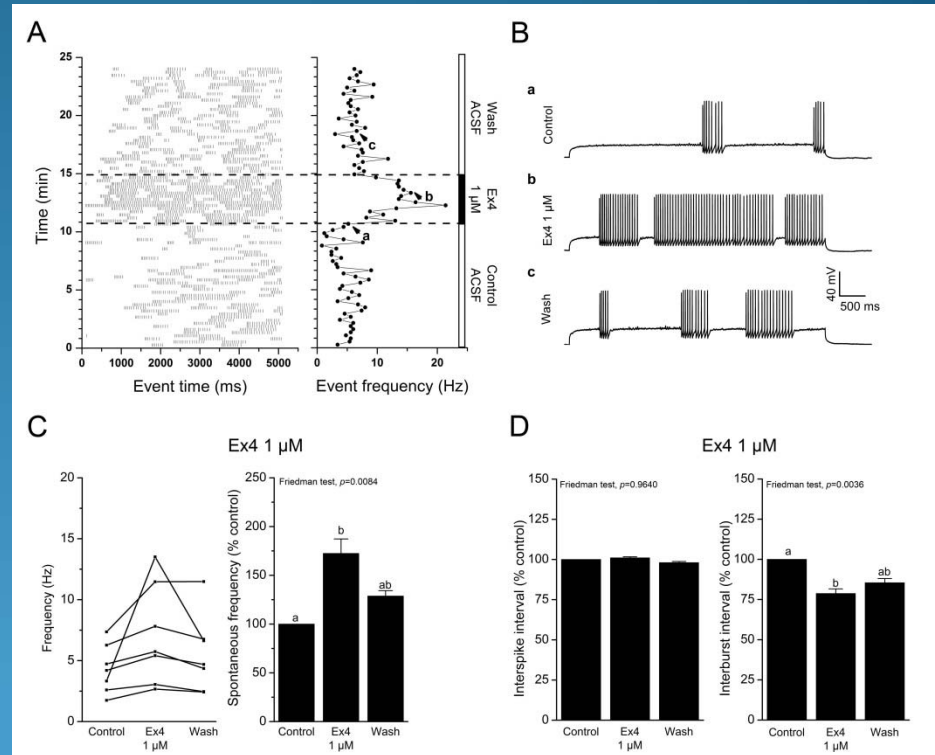 A
25
20
15
10
5
0
Time (min)
0 1000 2000 3000 4000 5000
Event time (ms)
a
b
c
0 10 20
Event frequency (Hz)
Wash
ACSF
Ex4
1 µM
Control
ACSF
B
a
Control
b
Ex4 1 µM
c
Wash
40 mV
500 ms
C
Ex4 1 µM
20
15
10
5
0
Frequency (Hz)
Control Ex4 Wash
1 µM
Friedman test, p=0.0084
250
200
150
100
50
0
Spontaneous frequency (% control)
a
b
ab
Control Ex4 Wash
1 µM
D
Ex4 1 µM
150
125
100
75
50
25
0
Interspike interval (% control)
Friedman test, p=0.9640
Control Ex4 Wash
1 µM
150
125
100
75
50
25
0
Interburst interval (% control)
Friedman test, p=0.0036
a
b
ab
Control Ex4 Wash
1 µM